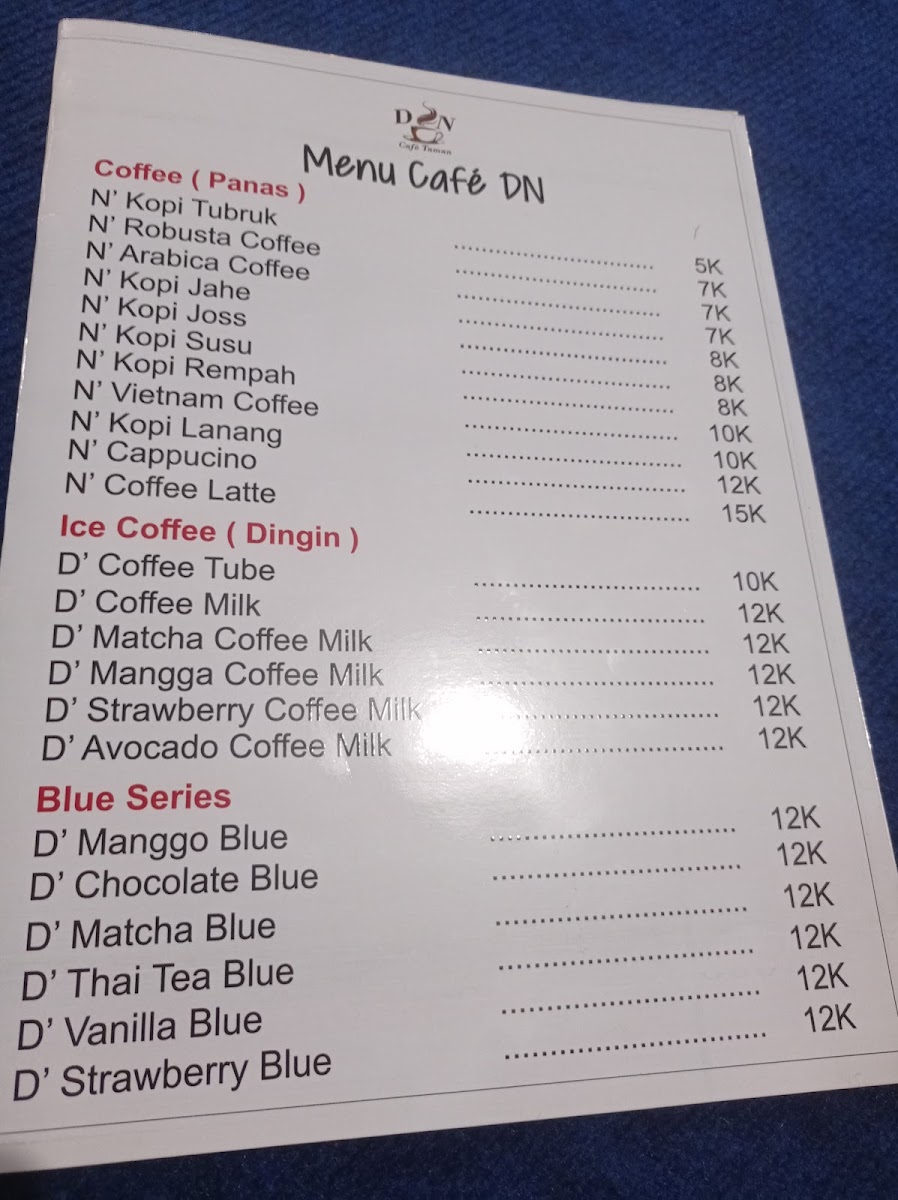 D N
Cafe Taman
Menu Café DN
Coffee ( Panas )
N' Kopi Tubruk ........................... 5K
N' Robusta Coffee ........................... 7K
N' Arabica Coffee ........................... 7K
N' Kopi Jahe ........................... 7K
N' Kopi Joss ........................... 8K
N' Kopi Susu ........................... 8K
N' Kopi Rempah ........................... 8K
N' Vietnam Coffee ........................... 10K
N' Kopi Lanang ........................... 10K
N' Cappucino ........................... 12K
N' Coffee Latte ........................... 15K
Ice Coffee ( Dingin )
D' Coffee Tube ........................... 10K
D' Coffee Milk ........................... 12K
D' Matcha Coffee Milk ........................... 12K
D' Mangga Coffee Milk ........................... 12K
D' Strawberry Coffee Milk ........................... 12K
D' Avocado Coffee Milk ........................... 12K
Blue Series
D' Manggo Blue ........................... 12K
D' Chocolate Blue ........................... 12K
D' Matcha Blue ........................... 12K
D' Thai Tea Blue ........................... 12K
D' Vanilla Blue ........................... 12K
D' Strawberry Blue ........................... 12K